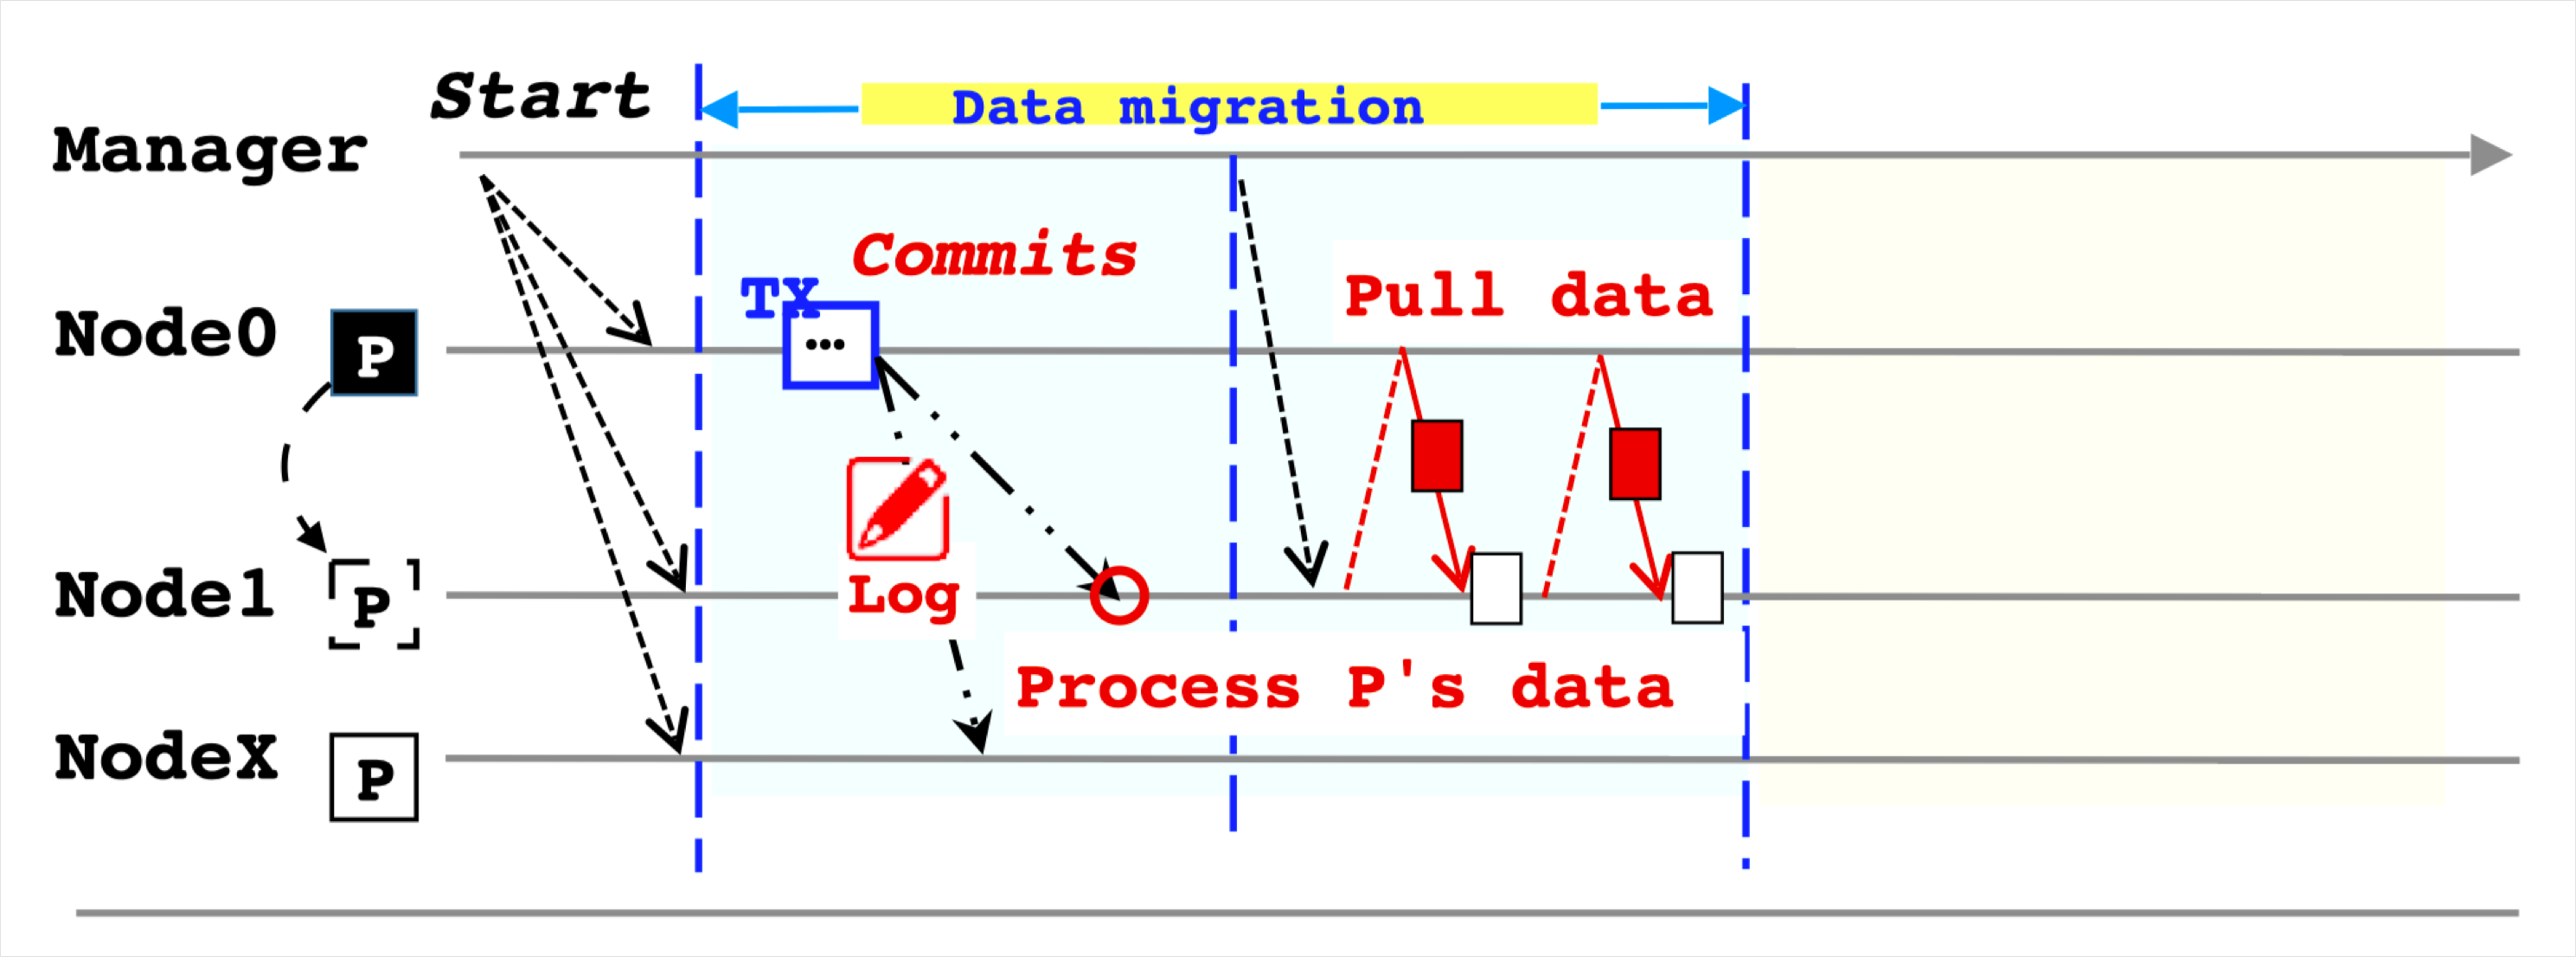 Start
Data migration
Manager
Commits
TX
Pull data
Node0
P
...
Node1
P
Log
Process P's data
NodeX
P